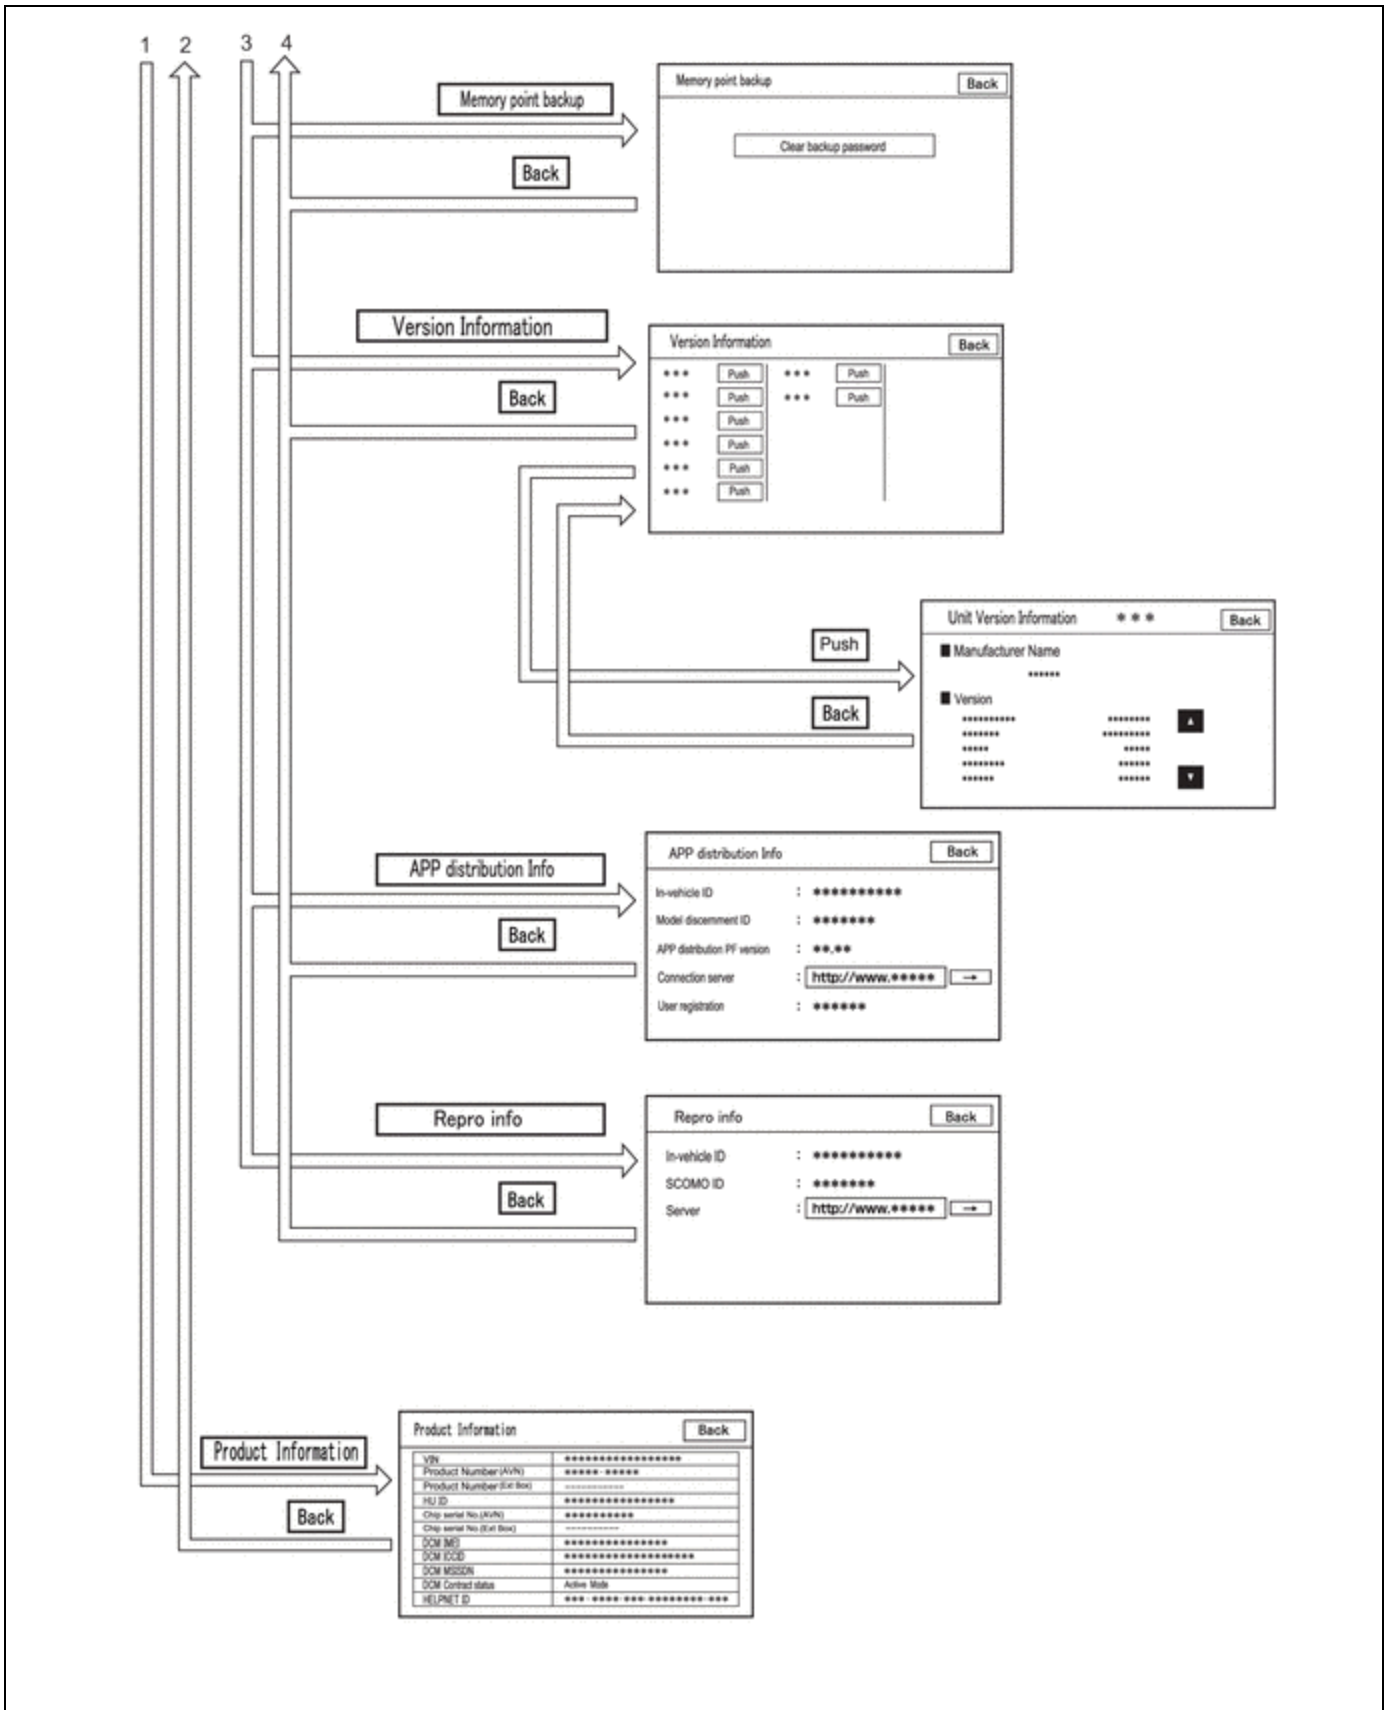 1 2 3 4
Memory point backup
Back
Memory point backup Back
Clear backup password
Version Information
Back
Version Information Back
*** Push *** Push
*** Push *** Push
*** Push
*** Push
*** Push
*** Push
Push
Back
Unit Version Information *** Back
■ Manufacturer Name
******
■ Version
********** ********
******* *********
***** *****
******** ******
****** ******
▲
▼
APP distribution Info
Back
APP distribution Info Back
In-vehicle ID : **********
Model discernment ID : *******
APP distribution PF version : **.**
Connection server : http://www.***** →
User registration : ******
Repro info
Back
Repro info Back
In-vehicle ID : **********
SCOMO ID : *******
Server : http://www.***** →
Product Information
Back
Product Information Back
VIN *****************
Product Number (AVN) *****-*****
Product Number (Ext Box) -----------
HU ID ****************
Chip serial No.(AVN) **********
Chip serial No.(Ext Box) ----------
DCM IMEI ***************
DCM ICCID *******************
DCM MSISDN ***************
DCM Contract status Active Mode
HELPNET ID ***-****-***-********-***